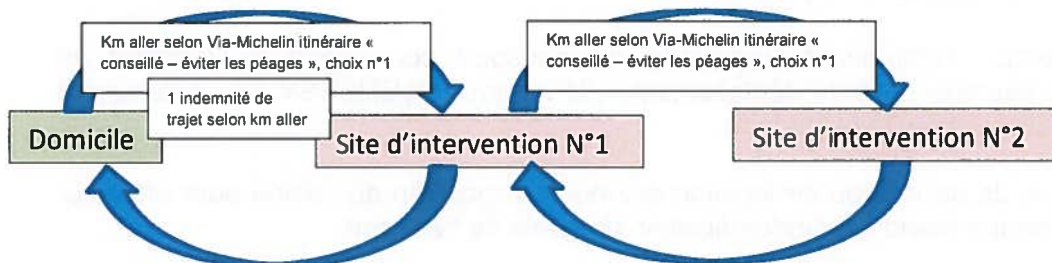 Km aller selon Via-Michelin itinéraire «
conseillé – éviter les péages », choix n°1
Km aller selon Via-Michelin itinéraire «
conseillé – éviter les péages », choix n°1
1 indemnité de
trajet selon km aller
Domicile
Site d'intervention N°1
Site d'intervention N°2